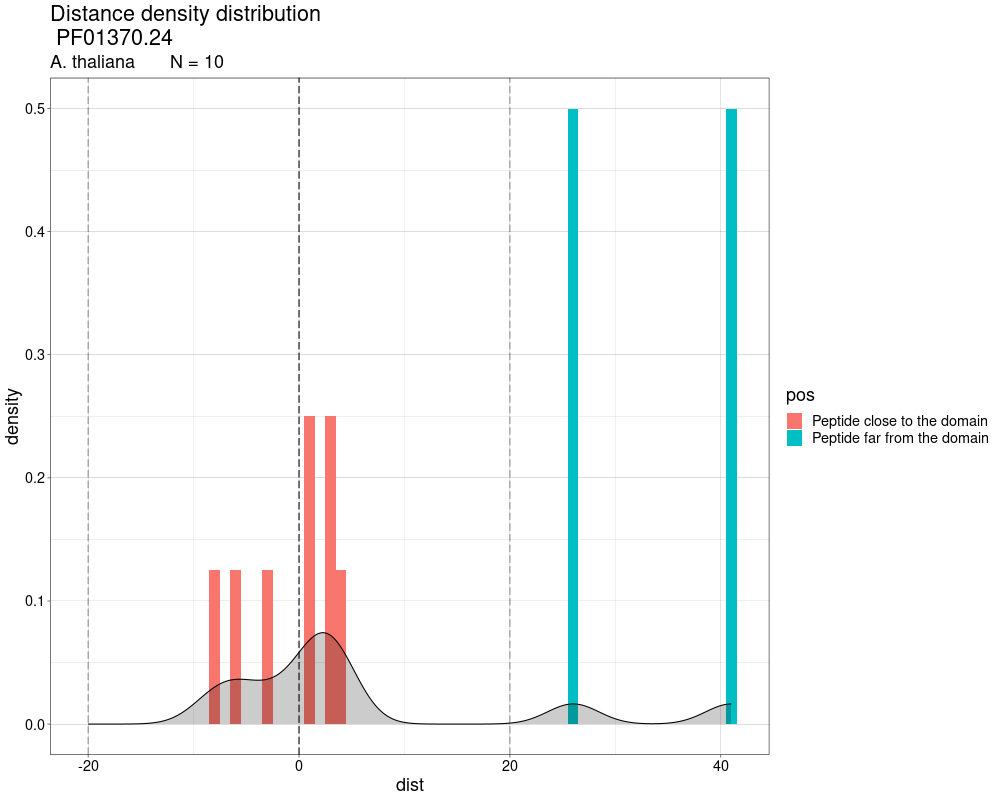 Distance density distribution
PF01370.24
A. thaliana N = 10
0.5
0.4
0.3
0.2
0.1
0.0
density
-20 0 20 40
dist
pos
Peptide close to the domain
Peptide far from the domain